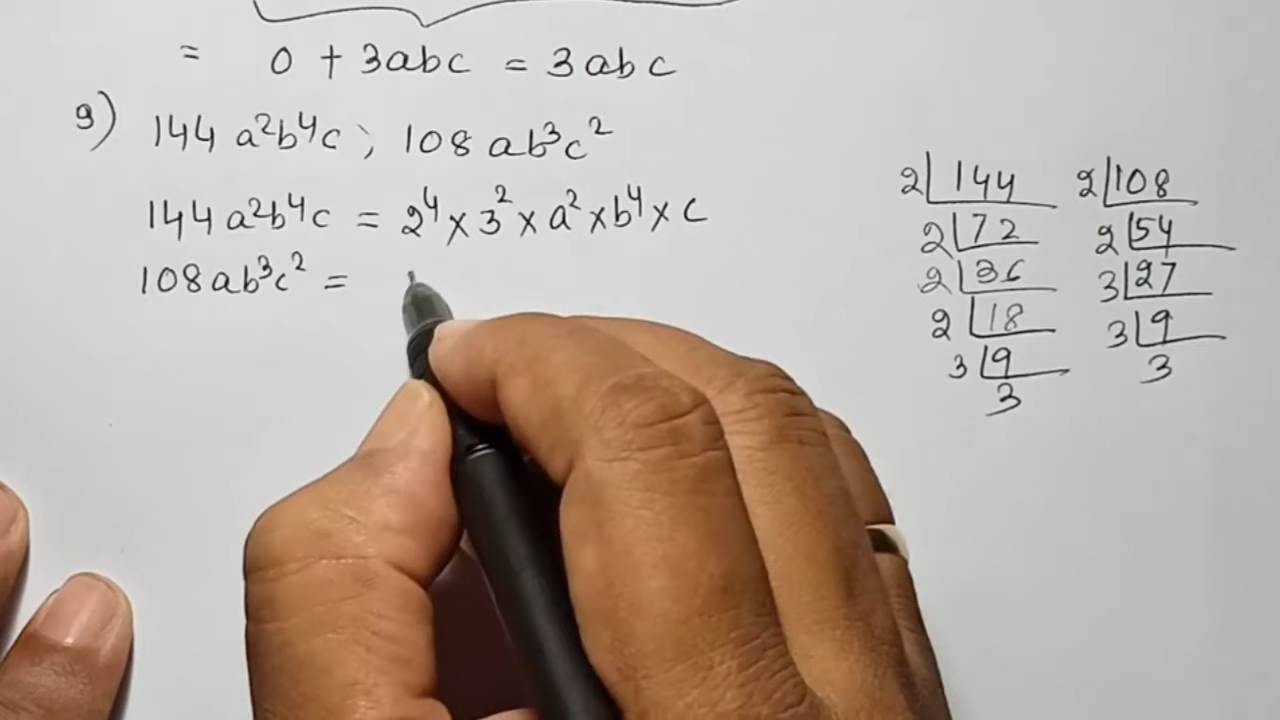 = 0 + 3abc = 3abc
9) 144 a²b⁴c ; 108 ab³c²
144 a²b⁴c = 2⁴ × 3² × a² × b⁴ × c
108 ab³c² =
2 | 144
2 | 72
2 | 36
2 | 18
3 | 9
3
2 | 108
2 | 54
3 | 27
3 | 9
3